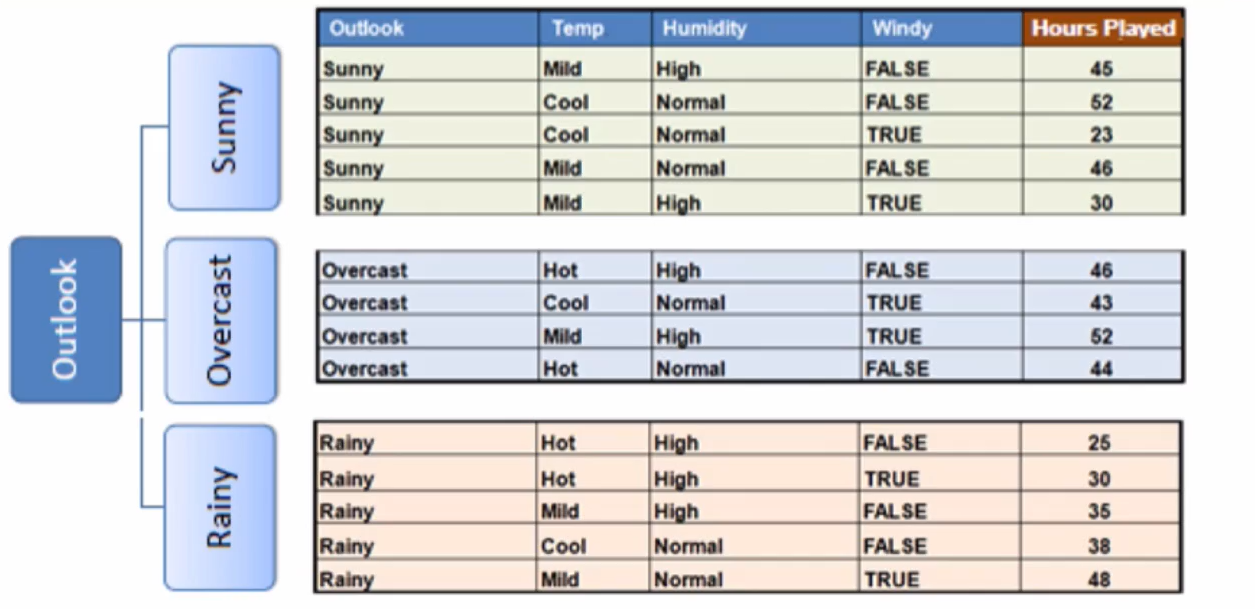 Outlook Temp Humidity Windy Hours Played
Sunny Mild High FALSE 45
Sunny Cool Normal FALSE 52
Sunny Cool Normal TRUE 23
Sunny Mild Normal FALSE 46
Sunny Mild High TRUE 30
Overcast Hot High FALSE 46
Overcast Cool Normal TRUE 43
Overcast Mild High TRUE 52
Overcast Hot Normal FALSE 44
Rainy Hot High FALSE 25
Rainy Hot High TRUE 30
Rainy Mild High FALSE 35
Rainy Cool Normal FALSE 38
Rainy Mild Normal TRUE 48
Outlook
Sunny
Overcast
Rainy